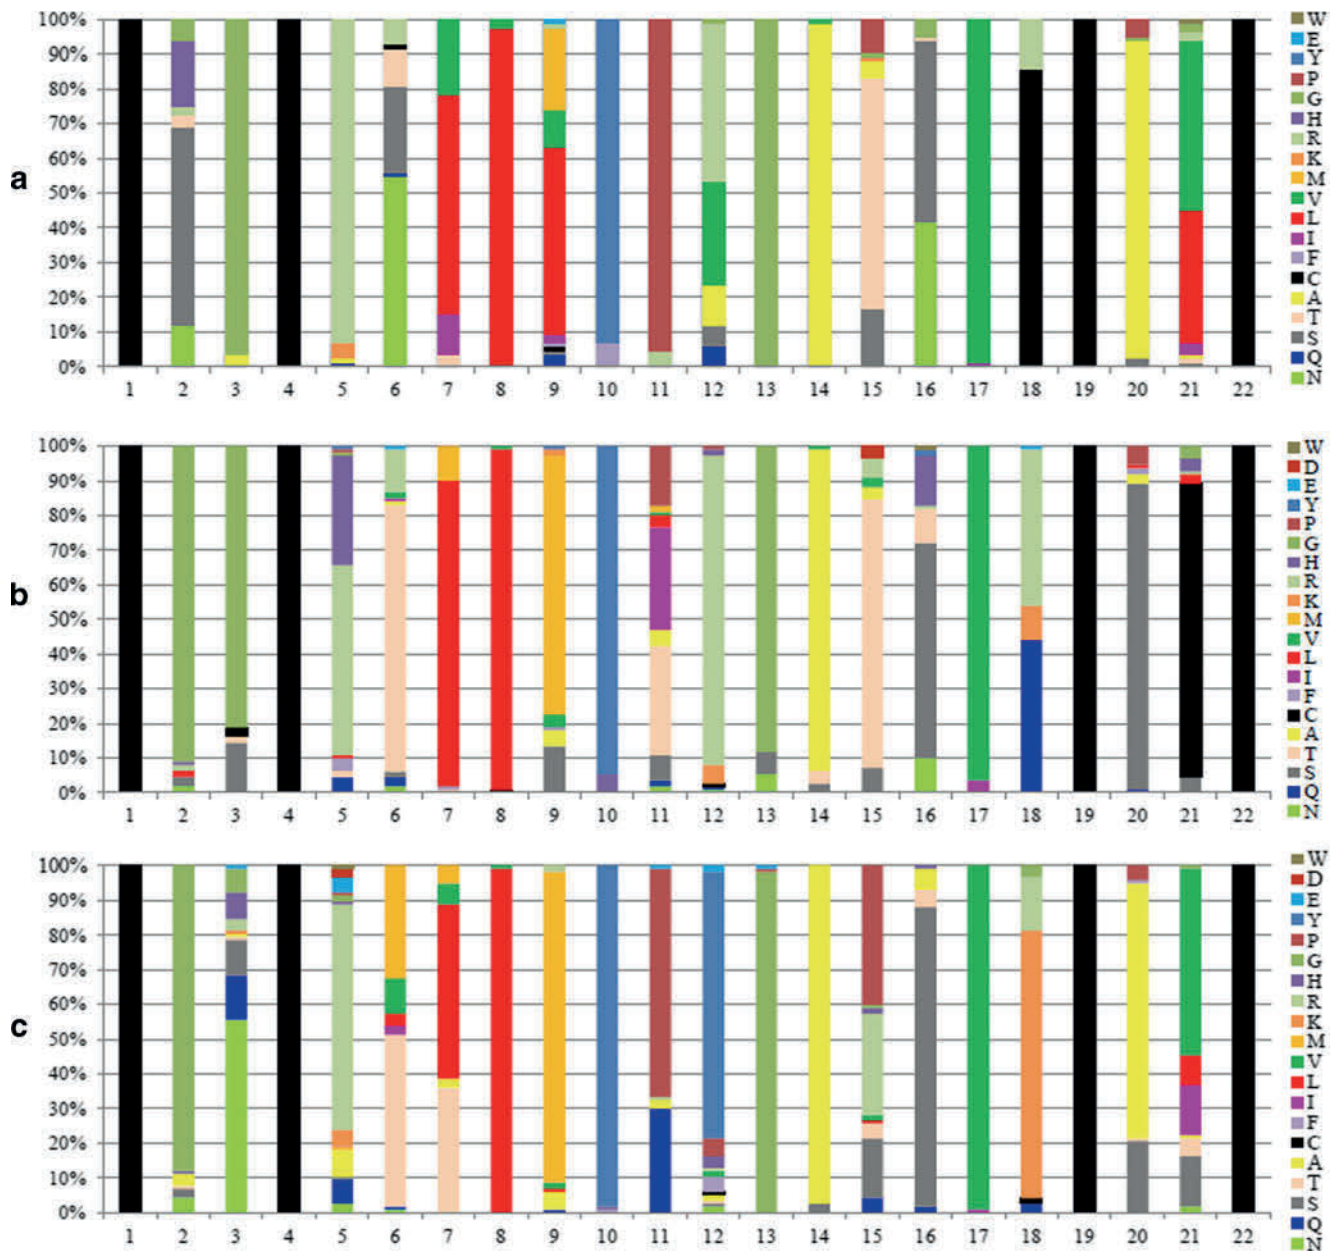 a
100%
90%
80%
70%
60%
50%
40%
30%
20%
10%
0%
1 2 3 4 5 6 7 8 9 10 11 12 13 14 15 16 17 18 19 20 21 22
W
E
Y
P
G
H
R
K
M
V
L
I
F
C
A
T
S
Q
N
b
100%
90%
80%
70%
60%
50%
40%
30%
20%
10%
0%
1 2 3 4 5 6 7 8 9 10 11 12 13 14 15 16 17 18 19 20 21 22
W
D
E
Y
P
G
H
R
K
M
V
L
I
F
C
A
T
S
Q
N
c
100%
90%
80%
70%
60%
50%
40%
30%
20%
10%
0%
1 2 3 4 5 6 7 8 9 10 11 12 13 14 15 16 17 18 19 20 21 22
W
D
E
Y
P
G
H
R
K
M
V
L
I
F
C
A
T
S
Q
N